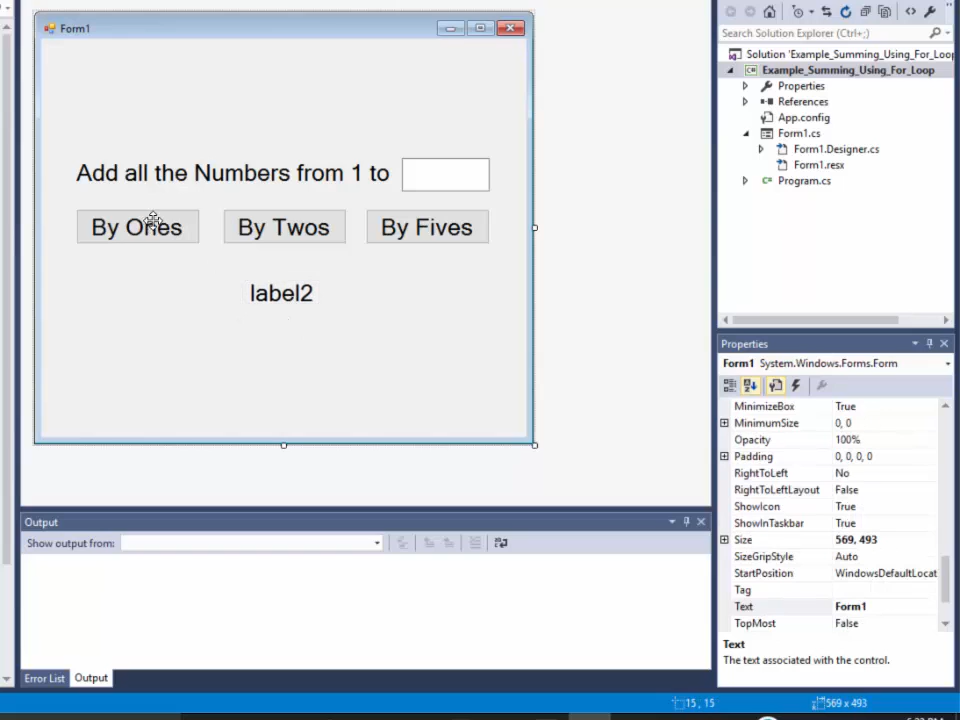 Form1
Add all the Numbers from 1 to
By Ones
By Twos
By Fives
label2
Search Solution Explorer (Ctrl+;)
Solution 'Example_Summing_Using_For_Loop
C# Example_Summing_Using_For_Loop
Properties
References
App.config
Form1.cs
Form1.Designer.cs
Form1.resx
C# Program.cs
Properties
Form1 System.Windows.Forms.Form
MinimizeBox True
MinimumSize 0, 0
Opacity 100%
Padding 0, 0, 0, 0
RightToLeft No
RightToLeftLayout False
ShowIcon True
ShowInTaskbar True
Size 569, 493
SizeGripStyle Auto
StartPosition WindowsDefaultLocat
Tag
Text Form1
TopMost False
Text
The text associated with the control.
Output
Show output from:
Error List Output
15 , 15
569 x 493